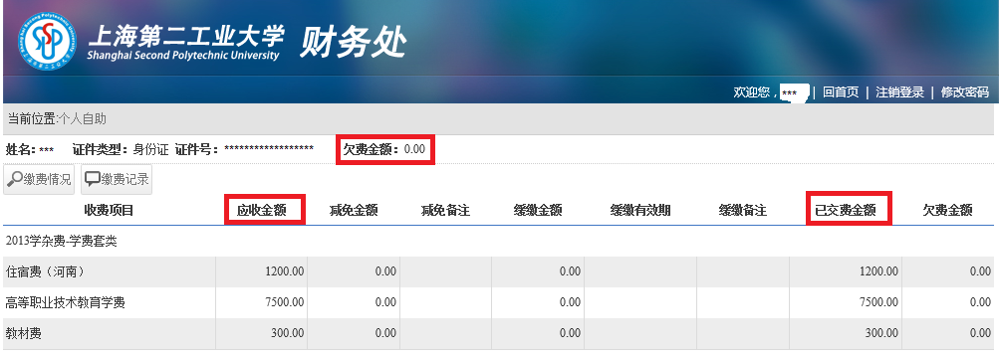 上海第二工业大学 财务处
Shanghai Second Polytechnic University
欢迎您，*** | 回首页 | 注销登录 | 修改密码
当前位置:个人自助
姓名：*** 证件类型：身份证 证件号：****************** 欠费金额：0.00
缴费情况 缴费记录
收费项目 应收金额 减免金额 减免备注 缓缴金额 缓缴有效期 缓缴备注 已交费金额 欠费金额
2013学杂费-学费套类
住宿费（河南） 1200.00 0.00 0.00 1200.00 0.00
高等职业技术教育学费 7500.00 0.00 0.00 7500.00 0.00
教材费 300.00 0.00 0.00 300.00 0.00